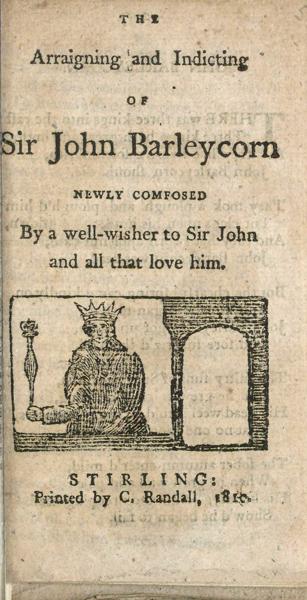 THE
Arraigning and Indicting
OF
Sir John Barleycorn
NEWLY COMPOSED
By a well-wisher to Sir John
and all that love him.
STIRLING:
Printed by C. Randall, 1810.